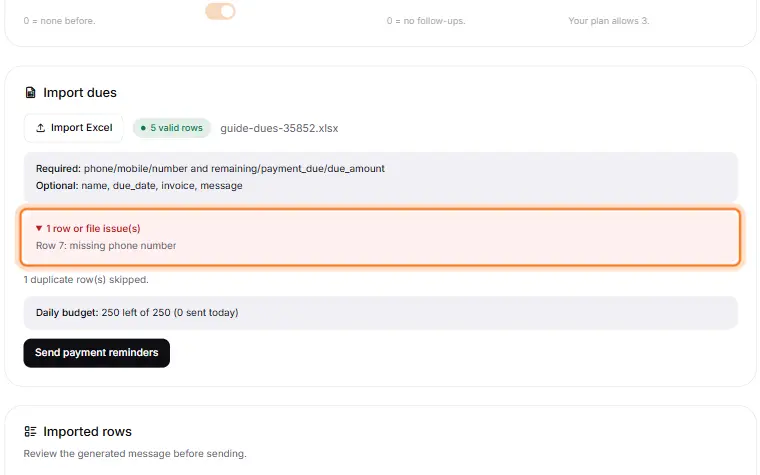 0 = none before.
0 = no follow-ups.
Your plan allows 3.
Import dues
Import Excel
5 valid rows
guide-dues-35852.xlsx
Required: phone/mobile/number and remaining/payment_due/due_amount
Optional: name, due_date, invoice, message
1 row or file issue(s)
Row 7: missing phone number
1 duplicate row(s) skipped.
Daily budget: 250 left of 250 (0 sent today)
Send payment reminders
Imported rows
Review the generated message before sending.